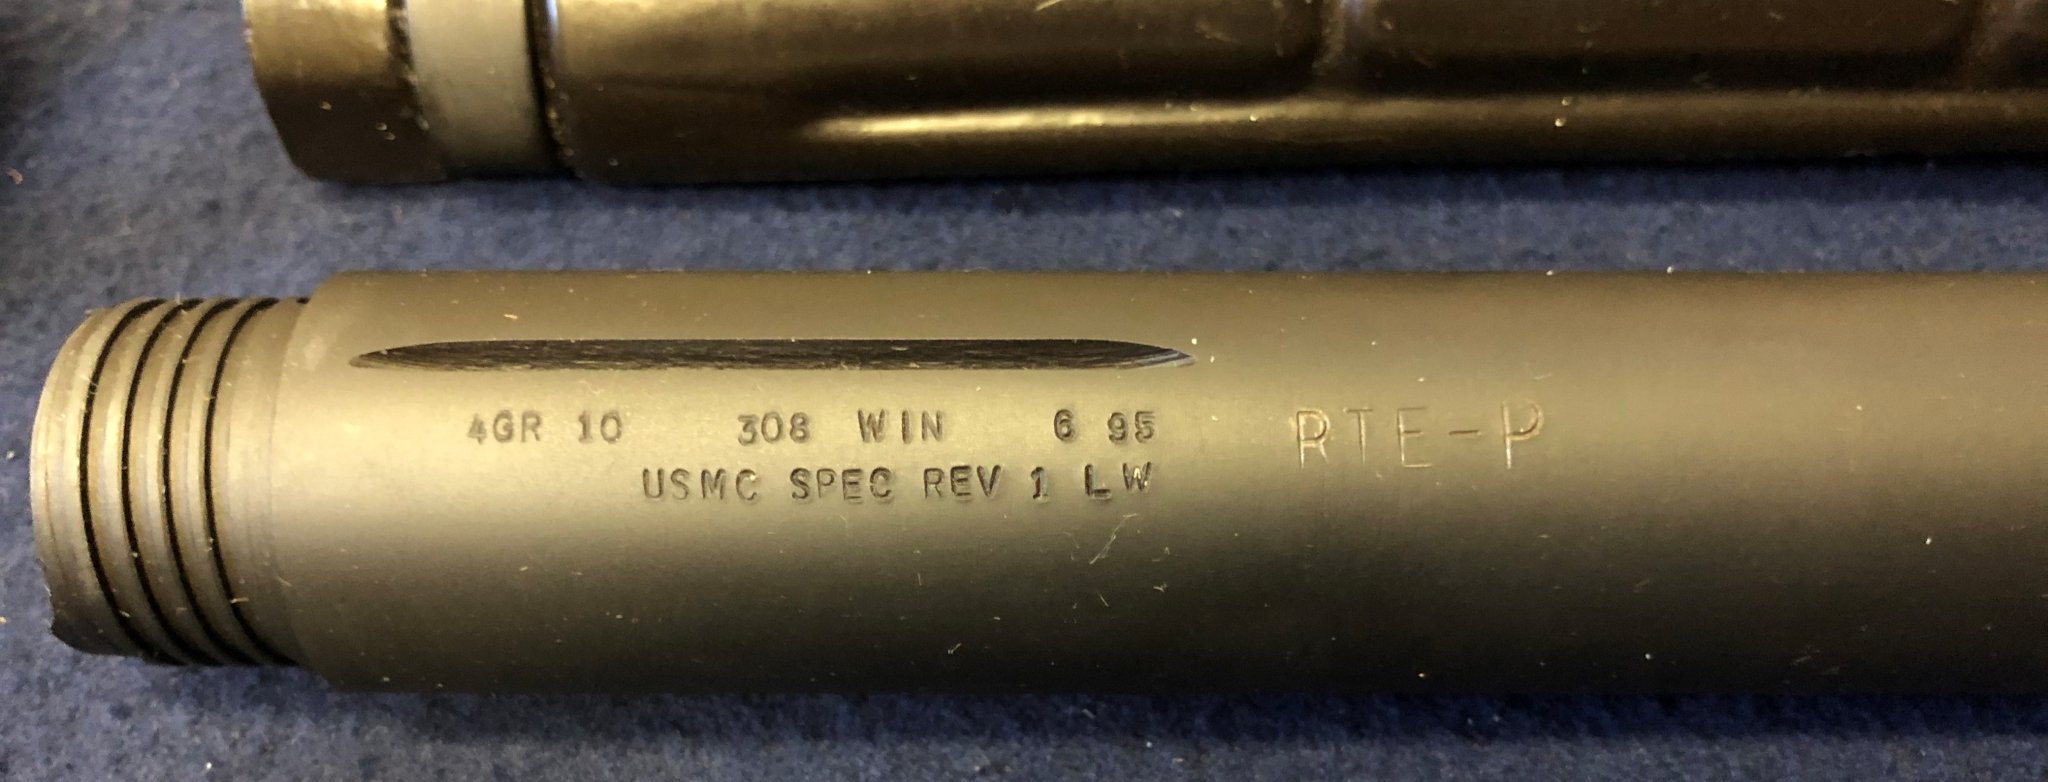 4GR 10 308 WIN 6 95 RTE-P
USMC SPEC REV 1 LW